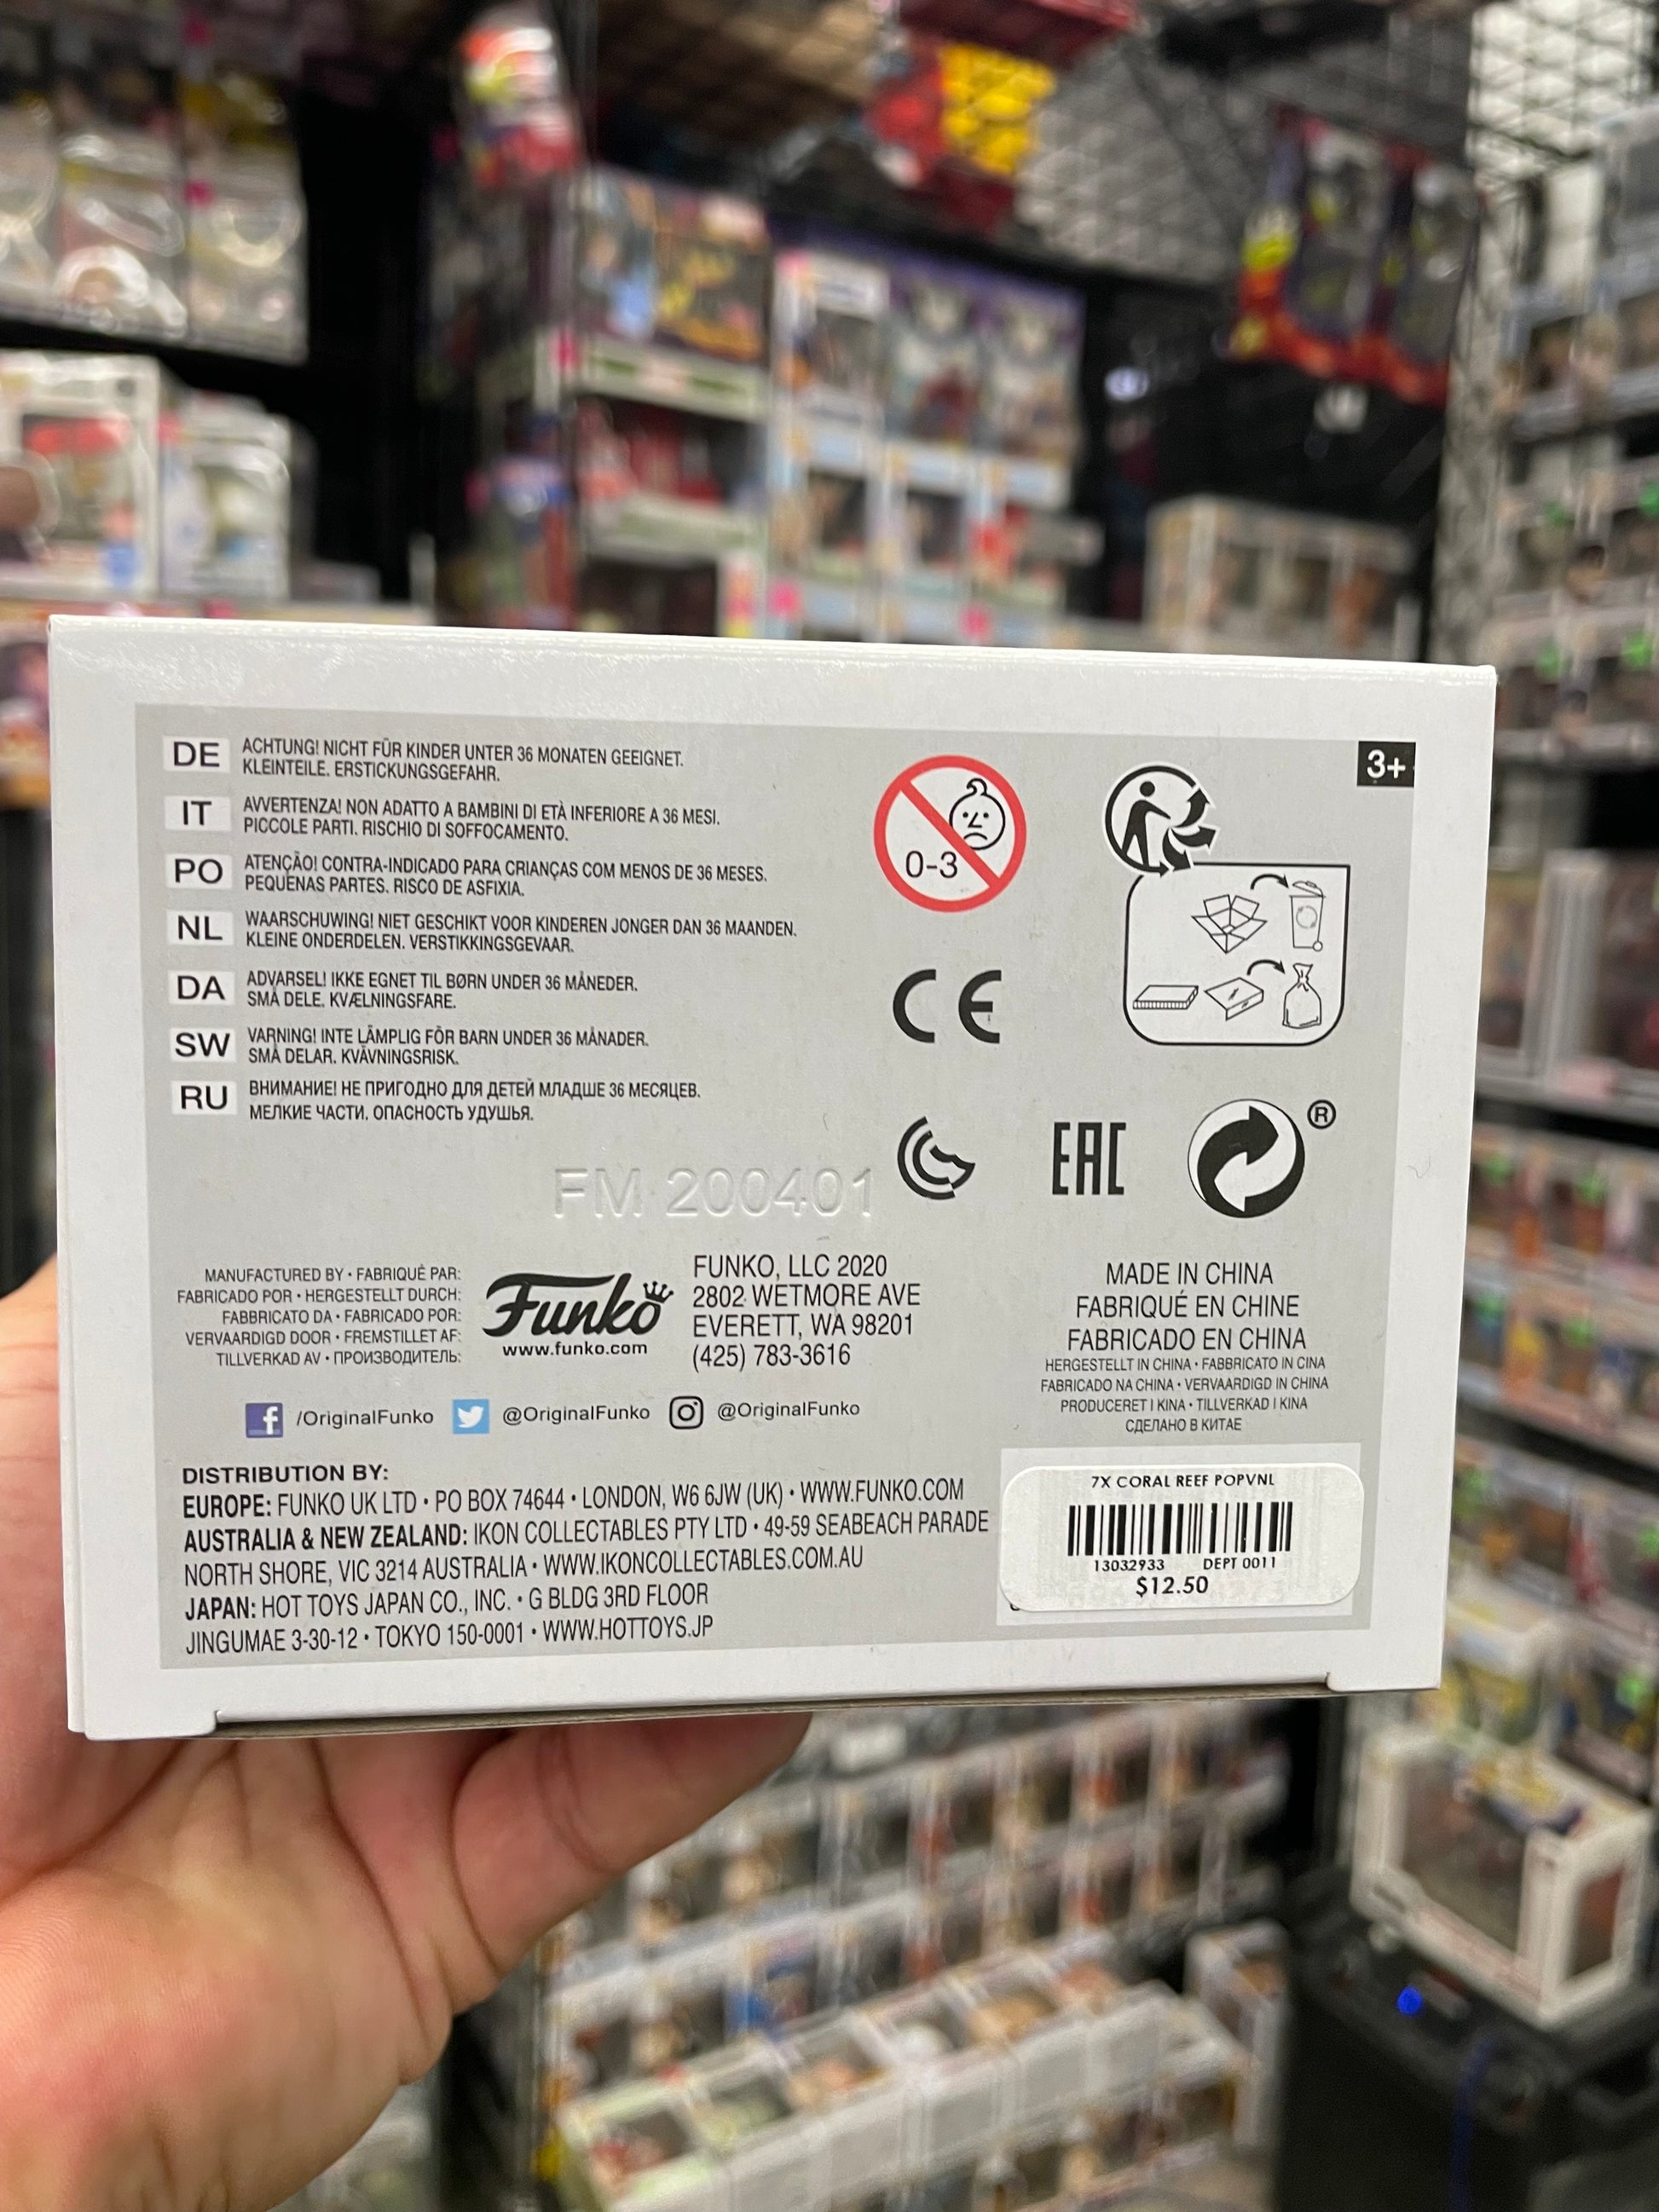 DE
ACHTUNG! NICHT FÜR KINDER UNTER 36 MONATEN GEEIGNET.
KLEINTEILE. ERSTICKUNGSGEFAHR.
IT
AVVERTENZA! NON ADATTO A BAMBINI DI ETÀ INFERIORE A 36 MESI.
PICCOLE PARTI. RISCHIO DI SOFFOCAMENTO.
PO
ATENÇÃO! CONTRA-INDICADO PARA CRIANÇAS COM MENOS DE 36 MESES.
PEQUENAS PARTES. RISCO DE ASFIXIA.
NL
WAARSCHUWING! NIET GESCHIKT VOOR KINDEREN JONGER DAN 36 MAANDEN.
KLEINE ONDERDELEN. VERSTIKKINGSGEVAAR.
DA
ADVARSEL! IKKE EGNET TIL BØRN UNDER 36 MÅNEDER.
SMÅ DELE. KVÆLNINGSFARE.
SW
VARNING! INTE LÄMPLIG FÖR BARN UNDER 36 MÅNADER.
SMÅ DELAR. KVÄVNINGSRISK.
RU
ВНИМАНИЕ! НЕ ПРИГОДНО ДЛЯ ДЕТЕЙ МЛАДШЕ 36 МЕСЯЦЕВ.
МЕЛКИЕ ЧАСТИ. ОПАСНОСТЬ УДУШЬЯ.
0-3
3+
CE
EAC
®
FM 200401
MANUFACTURED BY • FABRIQUÉ PAR:
FABRICADO POR • HERGESTELLT DURCH:
FABBRICATO DA • FABRICADO POR:
VERVAARDIGD DOOR • FREMSTILLET AF:
TILLVERKAD AV • ПРОИЗВОДИТЕЛЬ:
Funko
www.funko.com
FUNKO, LLC 2020
2802 WETMORE AVE
EVERETT, WA 98201
(425) 783-3616
MADE IN CHINA
FABRIQUÉ EN CHINE
FABRICADO EN CHINA
HERGESTELLT IN CHINA • FABBRICATO IN CINA
FABRICADO NA CHINA • VERVAARDIGD IN CHINA
PRODUCERET I KINA • TILLVERKAD I KINA
СДЕЛАНО В КИТАЕ
/OriginalFunko @OriginalFunko @OriginalFunko
DISTRIBUTION BY:
EUROPE: FUNKO UK LTD • PO BOX 74644 • LONDON, W6 6JW (UK) • WWW.FUNKO.COM
AUSTRALIA & NEW ZEALAND: IKON COLLECTABLES PTY LTD • 49-59 SEABEACH PARADE
NORTH SHORE, VIC 3214 AUSTRALIA • WWW.IKONCOLLECTABLES.COM.AU
JAPAN: HOT TOYS JAPAN CO., INC. • G BLDG 3RD FLOOR
JINGUMAE 3-30-12 • TOKYO 150-0001 • WWW.HOTTOYS.JP
7X CORAL REEF POPVNL
13032933 DEPT 0011
$12.50